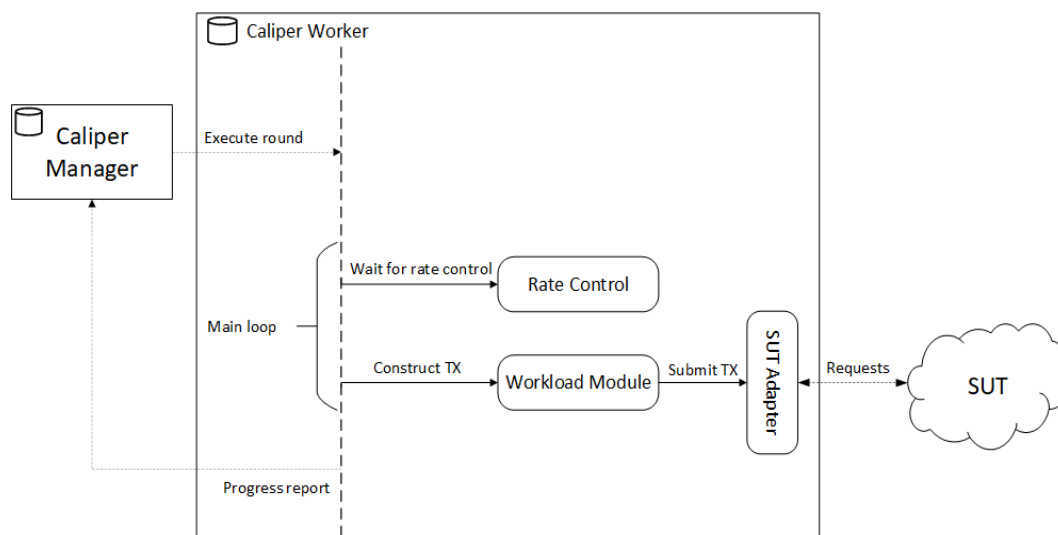 Caliper Worker
Caliper
Manager
Execute round
Wait for rate control
Rate Control
Main loop
Construct TX
Workload Module
Submit TX
SUT Adapter
Requests
SUT
Progress report